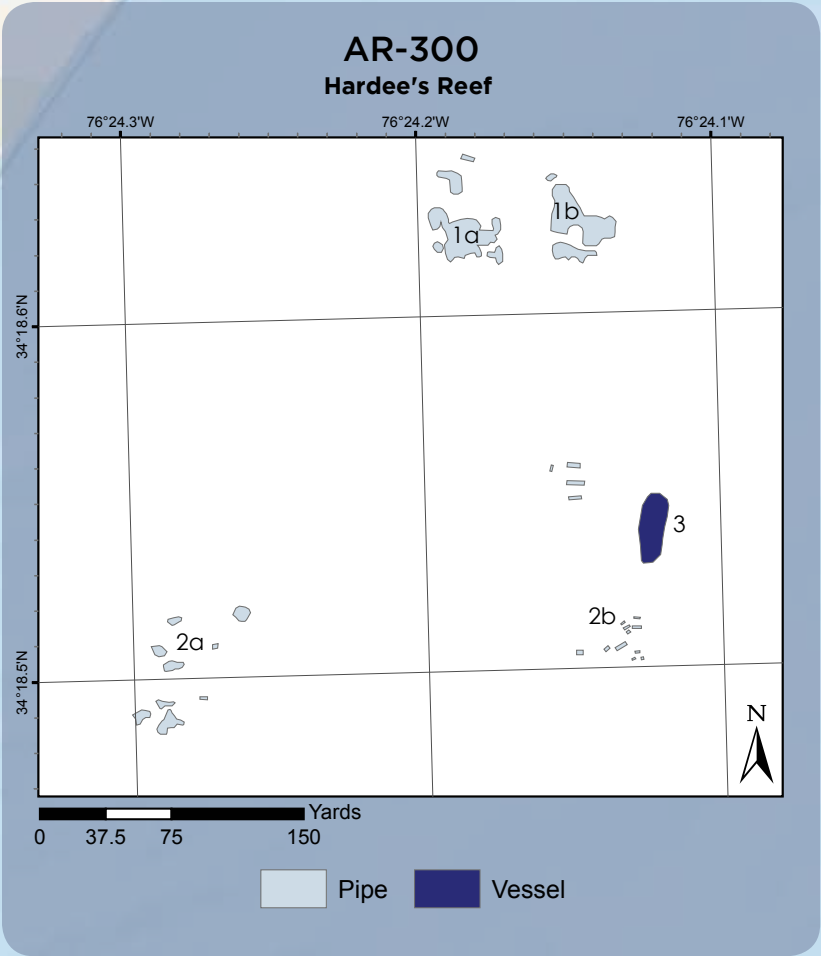 AR-300
Hardee's Reef
76°24.3'W 76°24.2'W 76°24.1'W
1b
1a
34°18.6'N
3
2b
2a
34°18.5'N
N
Yards
0 37.5 75 150
Pipe Vessel